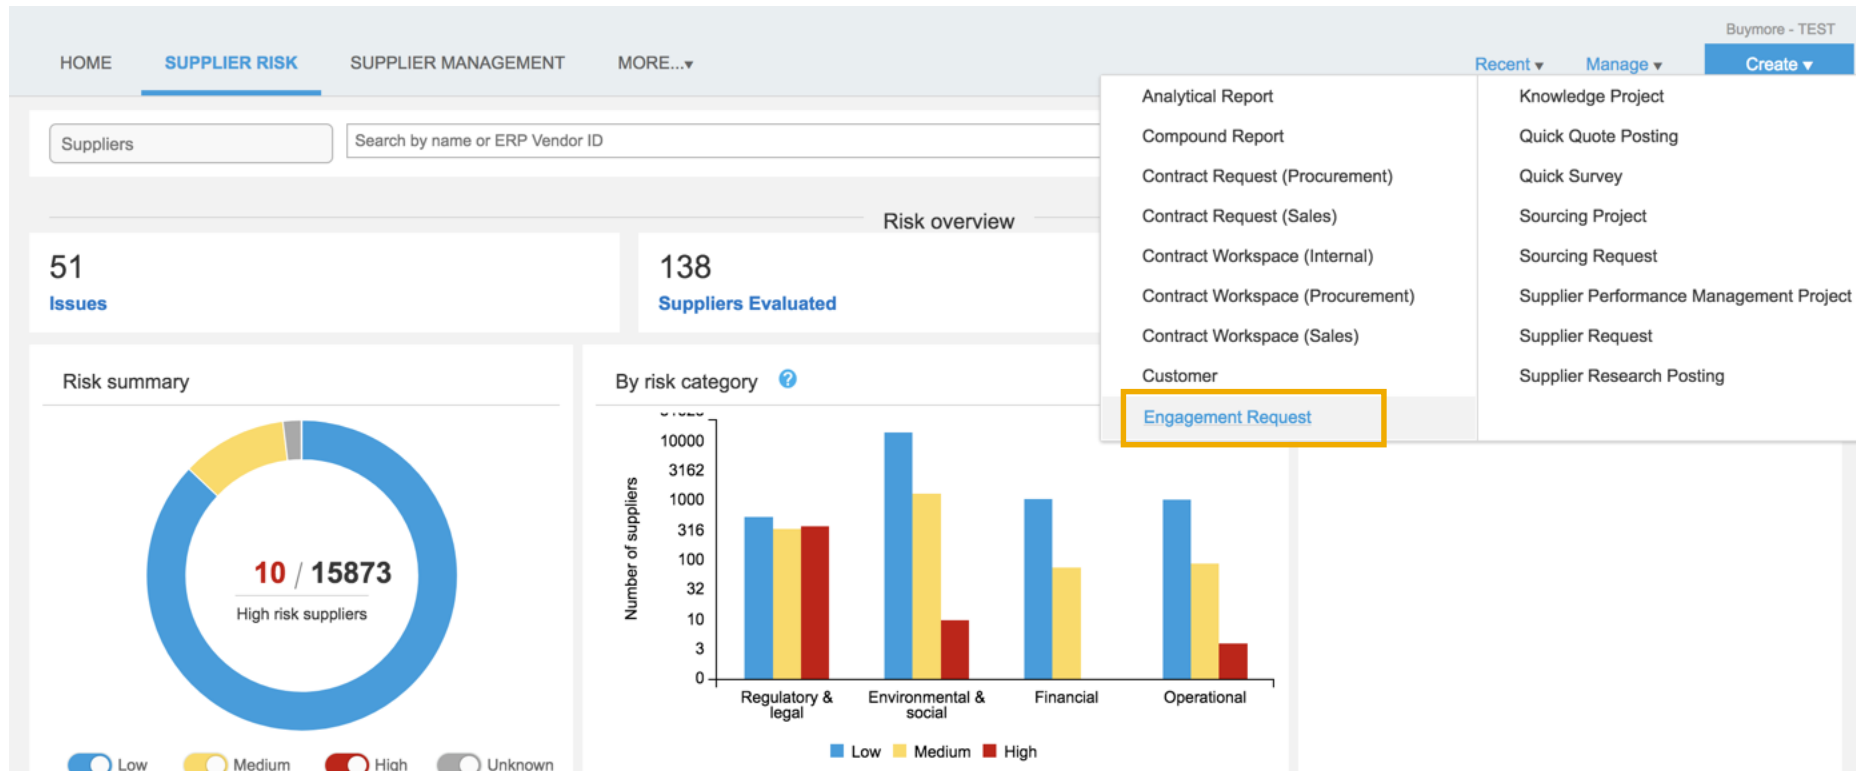 Buymore - TEST
HOME
SUPPLIER RISK
SUPPLIER MANAGEMENT
MORE...▾
Recent ▾
Manage ▾
Create ▾
Suppliers
Search by name or ERP Vendor ID
Analytical Report
Compound Report
Contract Request (Procurement)
Contract Request (Sales)
Contract Workspace (Internal)
Contract Workspace (Procurement)
Contract Workspace (Sales)
Customer
Engagement Request
Knowledge Project
Quick Quote Posting
Quick Survey
Sourcing Project
Sourcing Request
Supplier Performance Management Project
Supplier Request
Supplier Research Posting
Risk overview
51
Issues
138
Suppliers Evaluated
Risk summary
10 / 15873
High risk suppliers
Low
Medium
High
Unknown
By risk category ?
Number of suppliers
10000
3162
1000
316
100
32
10
3
0
Regulatory &
legal
Environmental &
social
Financial
Operational
Low
Medium
High